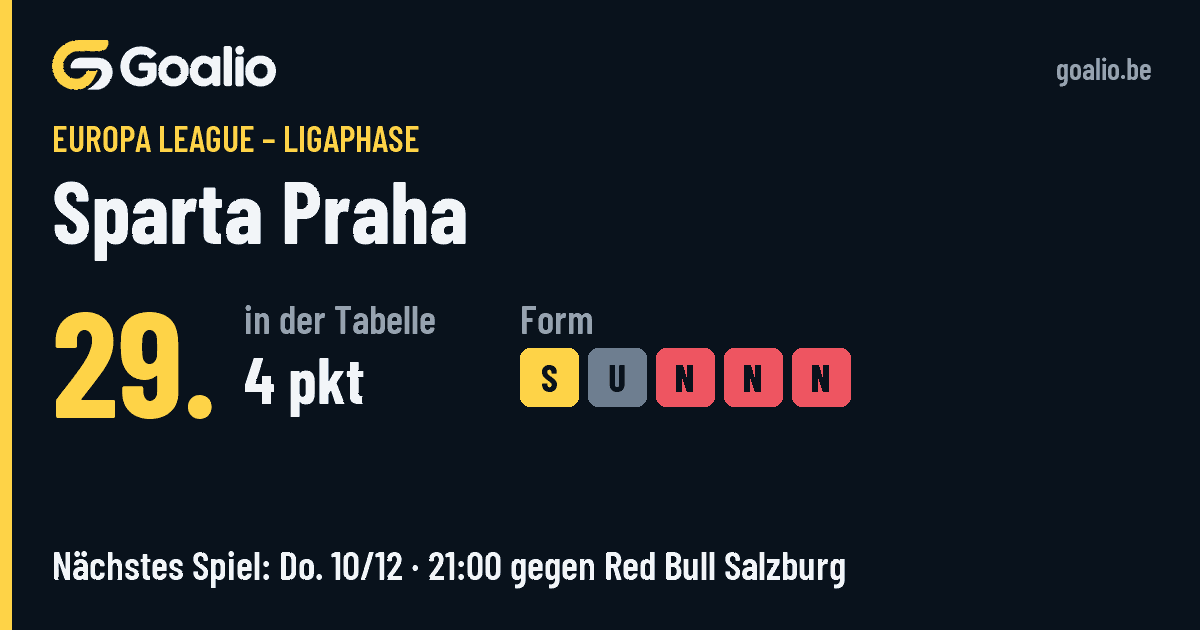 Goalio
goalio.be
EUROPA LEAGUE – LIGAPHASE
Sparta Praha
29.
in der Tabelle
4 pkt
Form
S U N N N
Nächstes Spiel: Do. 10/12 · 21:00 gegen Red Bull Salzburg